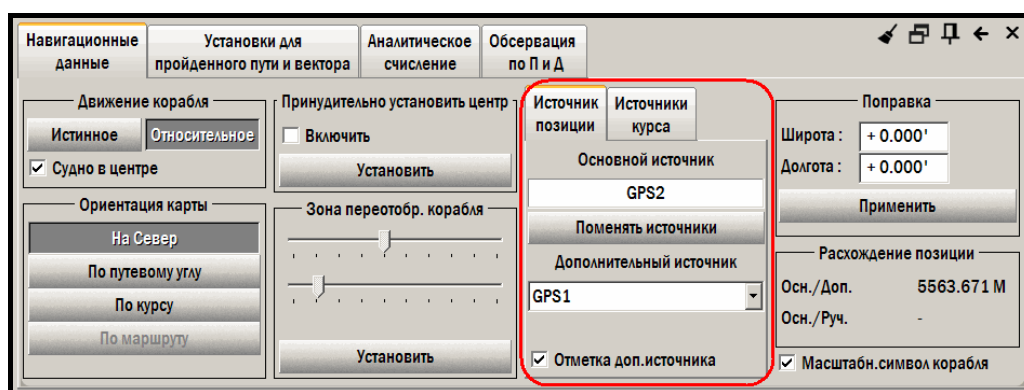 Навигационные данные
Установки для пройденного пути и вектора
Аналитическое счисление
Обсервация по П и Д
Движение корабля
Истинное
Относительное
Судно в центре
Ориентация карты
На Север
По путевому углу
По курсу
По маршруту
Принудительно установить центр
Включить
Установить
Зона переотобр. корабля
Установить
Источник позиции
Источники курса
Основной источник
GPS2
Поменять источники
Дополнительный источник
GPS1
Отметка доп.источника
Поправка
Широта : + 0.000'
Долгота : + 0.000'
Применить
Расхождение позиции
Осн./Доп. 5563.671 М
Осн./Руч. -
Масштабн.символ корабля